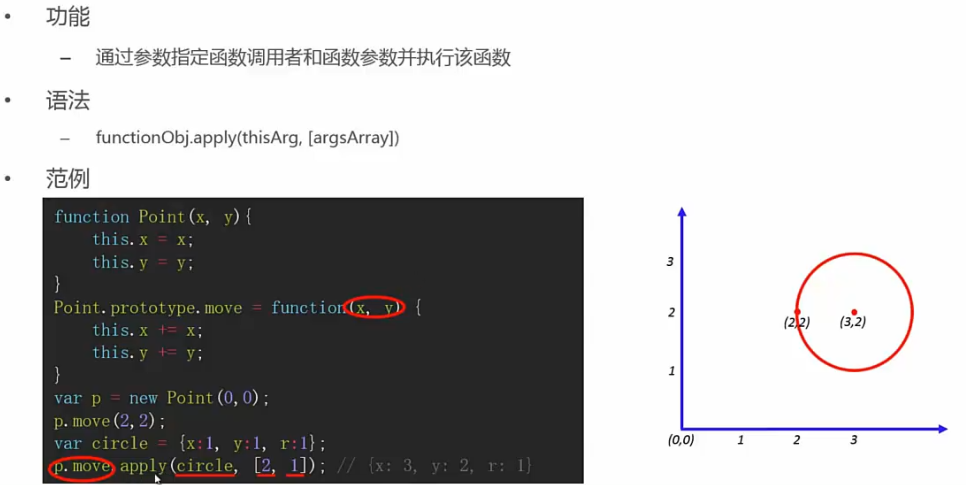 • 功能
– 通过参数指定函数调用者和函数参数并执行该函数
• 语法
– functionObj.apply(thisArg, [argsArray])
• 范例
function Point(x, y){
    this.x = x;
    this.y = y;
}
Point.prototype.move = function(x, y) {
    this.x += x;
    this.y += y;
}
var p = new Point(0,0);
p.move(2,2);
var circle = {x:1, y:1, r:1};
p.move.apply(circle, [2, 1]); // {x: 3, y: 2, r: 1}
3
2
(2,2)
(3,2)
1
(0,0)
1
2
3